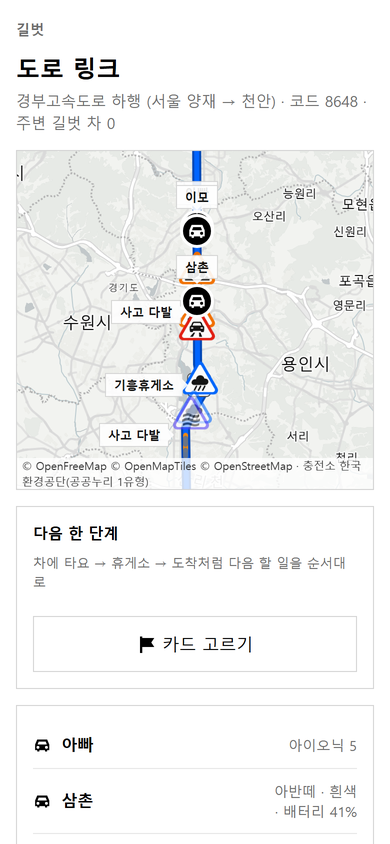 길벗
도로 링크
경부고속도로 하행 (서울 양재 → 천안) · 코드 8648 ·
주변 길벗 차 0
이모
능원리
모현읍
오산리
신원리
삼촌
포곡읍
경기도
영문리
사고 다발
수원시
용인시
기흥휴게소
사고 다발
서리
© OpenFreeMap © OpenMapTiles © OpenStreetMap · 충전소 한국
환경공단(공공누리 1유형)
다음 한 단계
차에 타요 → 휴게소 → 도착처럼 다음 할 일을 순서대
로
카드 고르기
아빠
아이오닉 5
삼촌
아반떼 · 흰색
· 배터리 41%